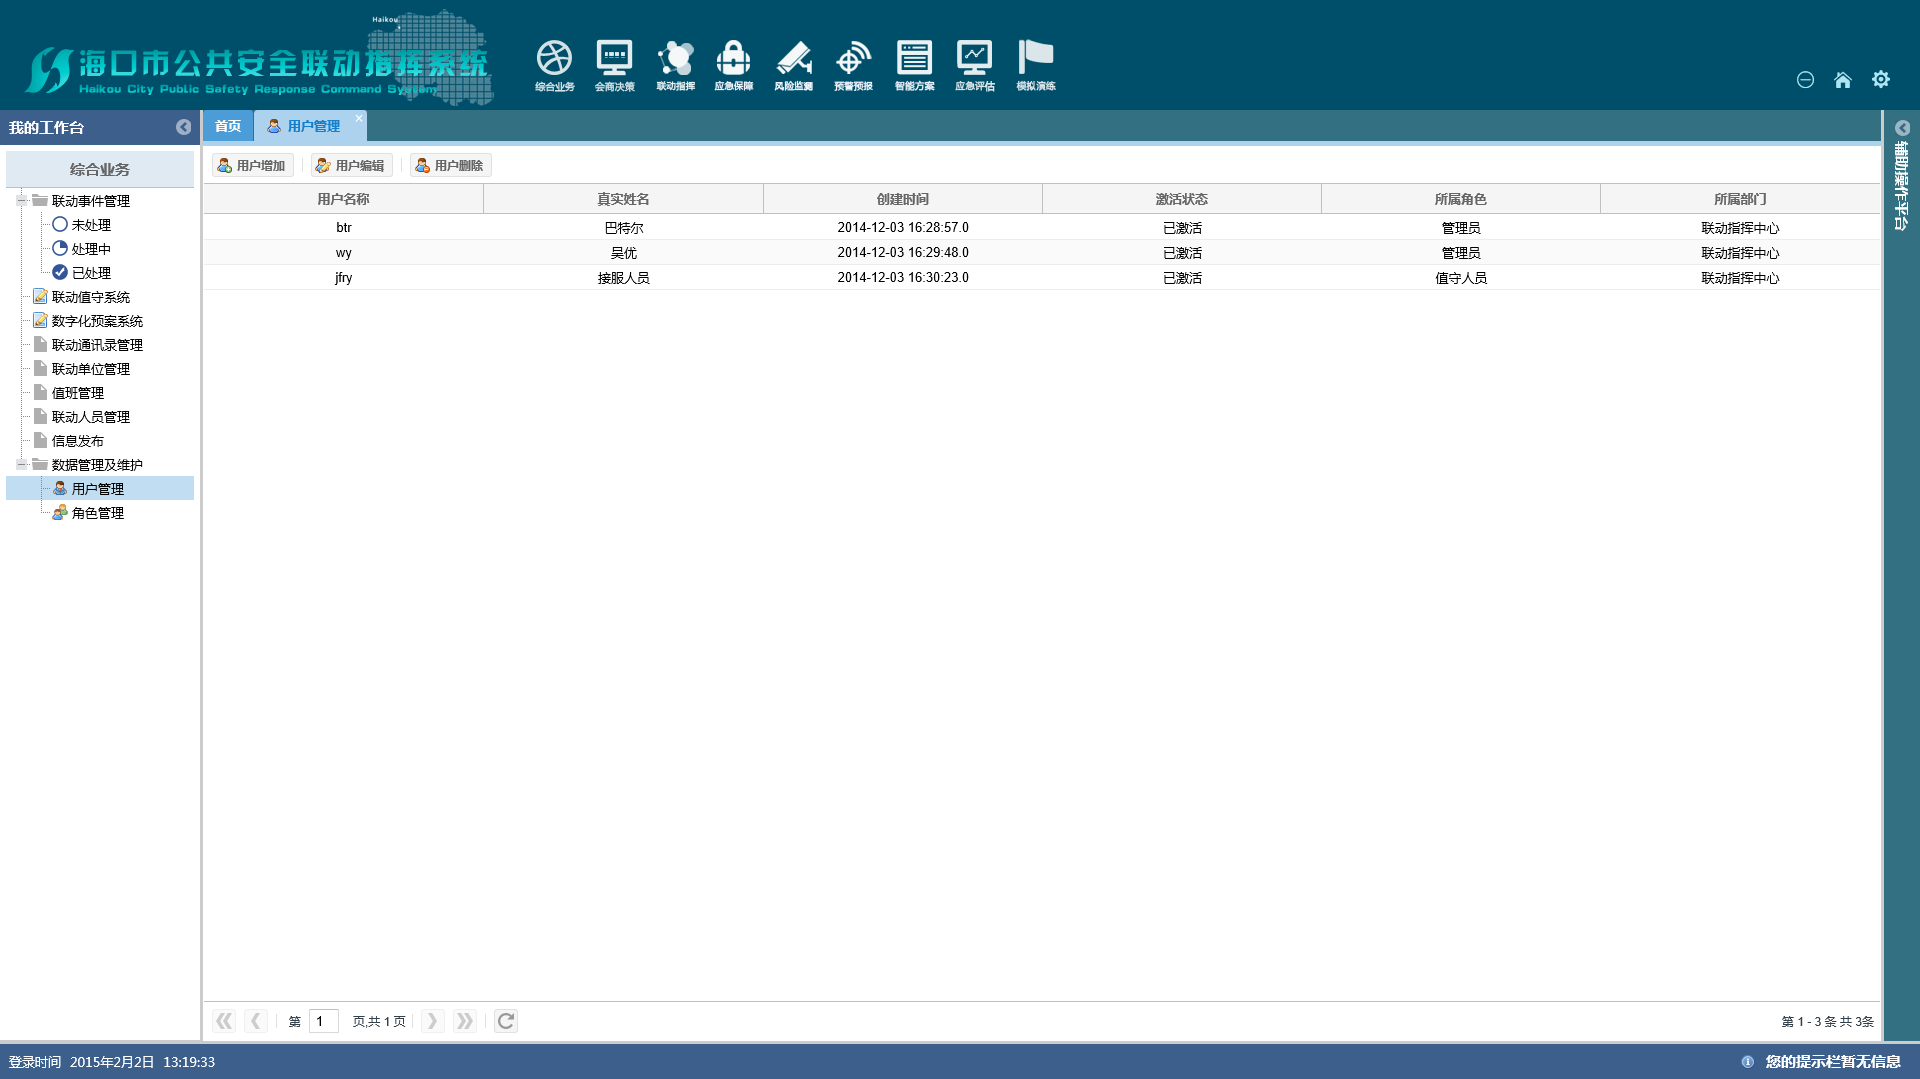 Haikou
海口市公共安全联动指挥系统
Haikou City Public Safety Response Command System
综合业务 会商决策 联动指挥 应急保障 风险监测 预警预报 智能方案 应急评估 模拟演练
我的工作台
首页 用户管理
辅助操作平台
综合业务
联动事件管理
未处理
处理中
已处理
联动值守系统
数字化预案系统
联动通讯录管理
联动单位管理
值班管理
联动人员管理
信息发布
数据管理及维护
用户管理
角色管理
用户增加 用户编辑 用户删除
用户名称 真实姓名 创建时间 激活状态 所属角色 所属部门
btr 巴特尔 2014-12-03 16:28:57.0 已激活 管理员 联动指挥中心
wy 吴优 2014-12-03 16:29:48.0 已激活 管理员 联动指挥中心
jfry 接服人员 2014-12-03 16:30:23.0 已激活 值守人员 联动指挥中心
第 1 页,共 1 页
第 1 - 3 条 共 3条
登录时间 2015年2月2日 13:19:33
您的提示栏暂无信息